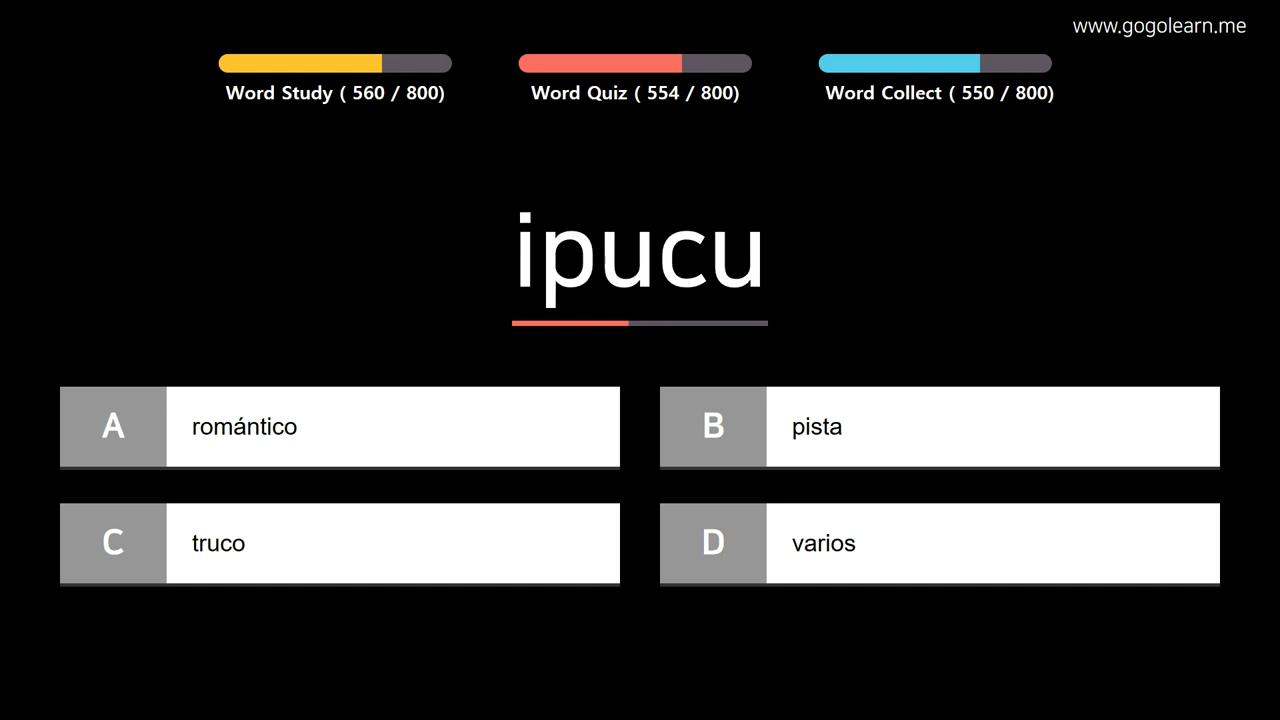 www.gogolearn.me
Word Study ( 560 / 800)
Word Quiz ( 554 / 800)
Word Collect ( 550 / 800)
ipucu
A romántico
B pista
C truco
D varios